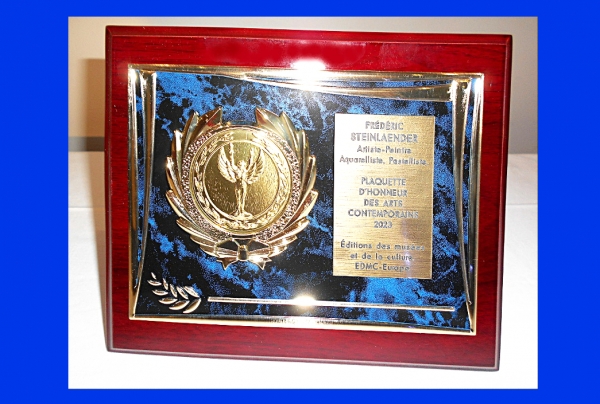 FRÉDÉRIC
STEINLAENDER
Artiste-Peintre
Aquarelliste, Pastelliste
PLAQUETTE
D'HONNEUR
DES ARTS
CONTEMPORAINS
2023
Éditions des musées
et de la culture
EDMC-Europe